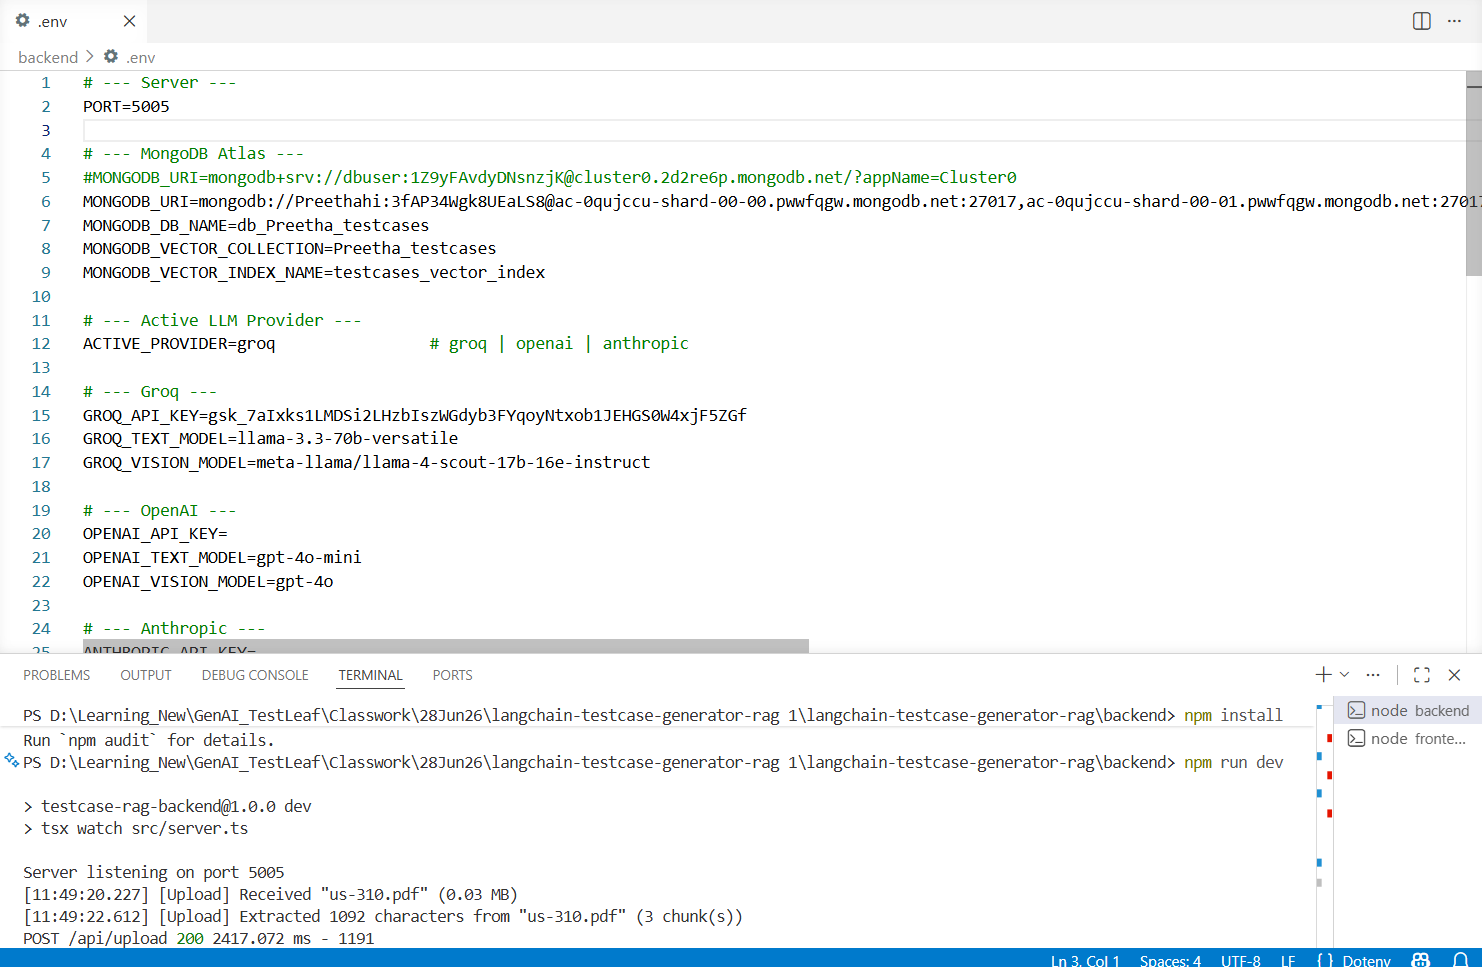 .env
backend > .env
1 # --- Server ---
2 PORT=5005
3
4 # --- MongoDB Atlas ---
5 #MONGODB_URI=mongodb+srv://dbuser:1Z9yFAvdyDNsnzjK@cluster0.2d2re6p.mongodb.net/?appName=Cluster0
6 MONGODB_URI=mongodb://Preethahi:3fAP34Wgk8UEaLS8@ac-0qujccu-shard-00-00.pwwfqgw.mongodb.net:27017,ac-0qujccu-shard-00-01.pwwfqgw.mongodb.net:27017
7 MONGODB_DB_NAME=db_Preetha_testcases
8 MONGODB_VECTOR_COLLECTION=Preetha_testcases
9 MONGODB_VECTOR_INDEX_NAME=testcases_vector_index
10
11 # --- Active LLM Provider ---
12 ACTIVE_PROVIDER=groq # groq | openai | anthropic
13
14 # --- Groq ---
15 GROQ_API_KEY=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
16 GROQ_TEXT_MODEL=llama-3.3-70b-versatile
17 GROQ_VISION_MODEL=meta-llama/llama-4-scout-17b-16e-instruct
18
19 # --- OpenAI ---
20 OPENAI_API_KEY=
21 OPENAI_TEXT_MODEL=gpt-4o-mini
22 OPENAI_VISION_MODEL=gpt-4o
23
24 # --- Anthropic ---
25 ANTHROPIC_API_KEY=
PROBLEMS OUTPUT DEBUG CONSOLE TERMINAL PORTS
PS D:\Learning_New\GenAI_TestLeaf\Classwork\28Jun26\langchain-testcase-generator-rag 1\langchain-testcase-generator-rag\backend> npm install
Run `npm audit` for details.
PS D:\Learning_New\GenAI_TestLeaf\Classwork\28Jun26\langchain-testcase-generator-rag 1\langchain-testcase-generator-rag\backend> npm run dev
> testcase-rag-backend@1.0.0 dev
> tsx watch src/server.ts
Server listening on port 5005
[11:49:20.227] [Upload] Received "us-310.pdf" (0.03 MB)
[11:49:22.612] [Upload] Extracted 1092 characters from "us-310.pdf" (3 chunk(s))
POST /api/upload 200 2417.072 ms - 1191
node backend
node fronte...
Ln 3, Col 1 Spaces: 4 UTF-8 LF { } Dotenv